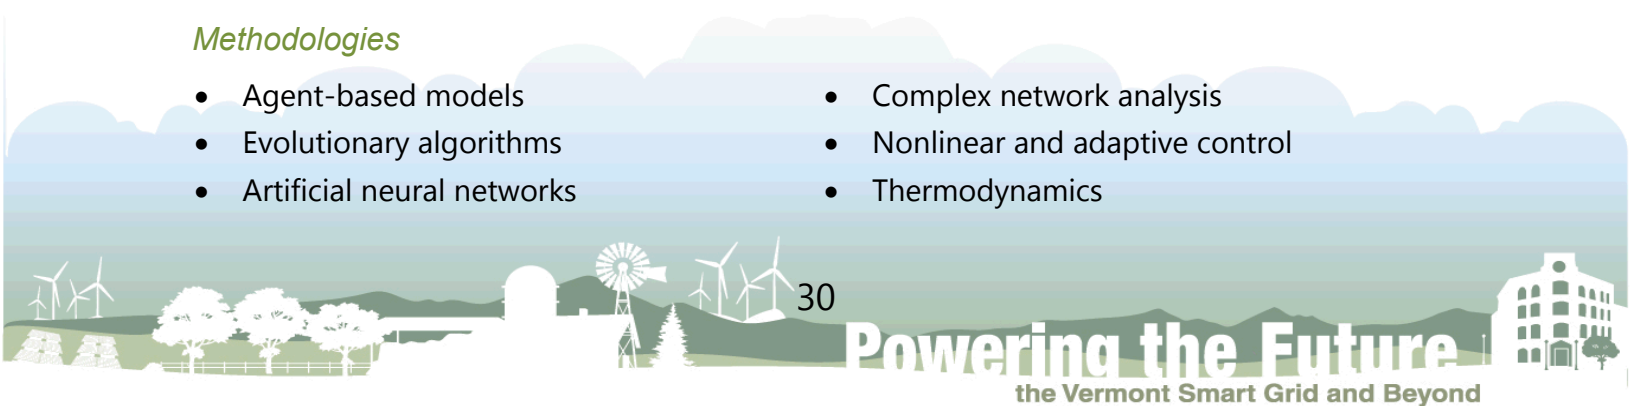 Methodologies
• Agent-based models
• Evolutionary algorithms
• Artificial neural networks
• Complex network analysis
• Nonlinear and adaptive control
• Thermodynamics
30
Powering the Future
the Vermont Smart Grid and Beyond